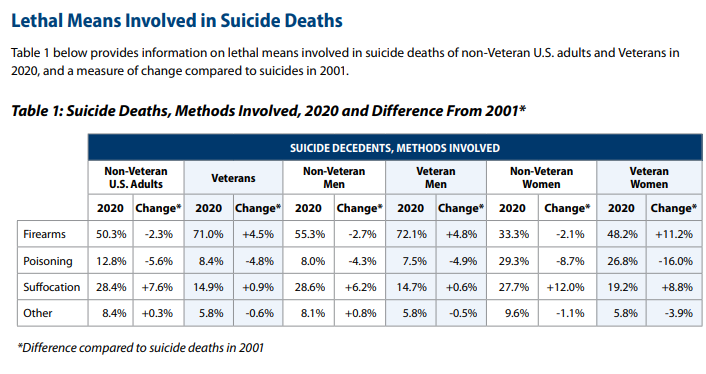 Lethal Means Involved in Suicide Deaths
Table 1 below provides information on lethal means involved in suicide deaths of non-Veteran U.S. adults and Veterans in
2020, and a measure of change compared to suicides in 2001.
Table 1: Suicide Deaths, Methods Involved, 2020 and Difference From 2001*
SUICIDE DECEDENTS, METHODS INVOLVED
Non-Veteran U.S. Adults Veterans Non-Veteran Men Veteran Men Non-Veteran Women Veteran Women
2020 Change* 2020 Change* 2020 Change* 2020 Change* 2020 Change* 2020 Change*
Firearms 50.3% -2.3% 71.0% +4.5% 55.3% -2.7% 72.1% +4.8% 33.3% -2.1% 48.2% +11.2%
Poisoning 12.8% -5.6% 8.4% -4.8% 8.0% -4.3% 7.5% -4.9% 29.3% -8.7% 26.8% -16.0%
Suffocation 28.4% +7.6% 14.9% +0.9% 28.6% +6.2% 14.7% +0.6% 27.7% +12.0% 19.2% +8.8%
Other 8.4% +0.3% 5.8% -0.6% 8.1% +0.8% 5.8% -0.5% 9.6% -1.1% 5.8% -3.9%
*Difference compared to suicide deaths in 2001